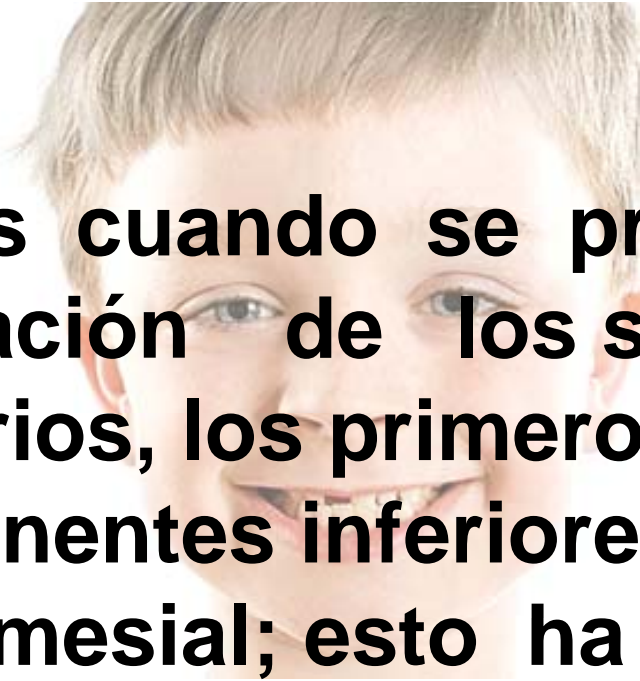 s cuando se pr
ación de los s
rios, los primero
nentes inferiore
mesial; esto ha